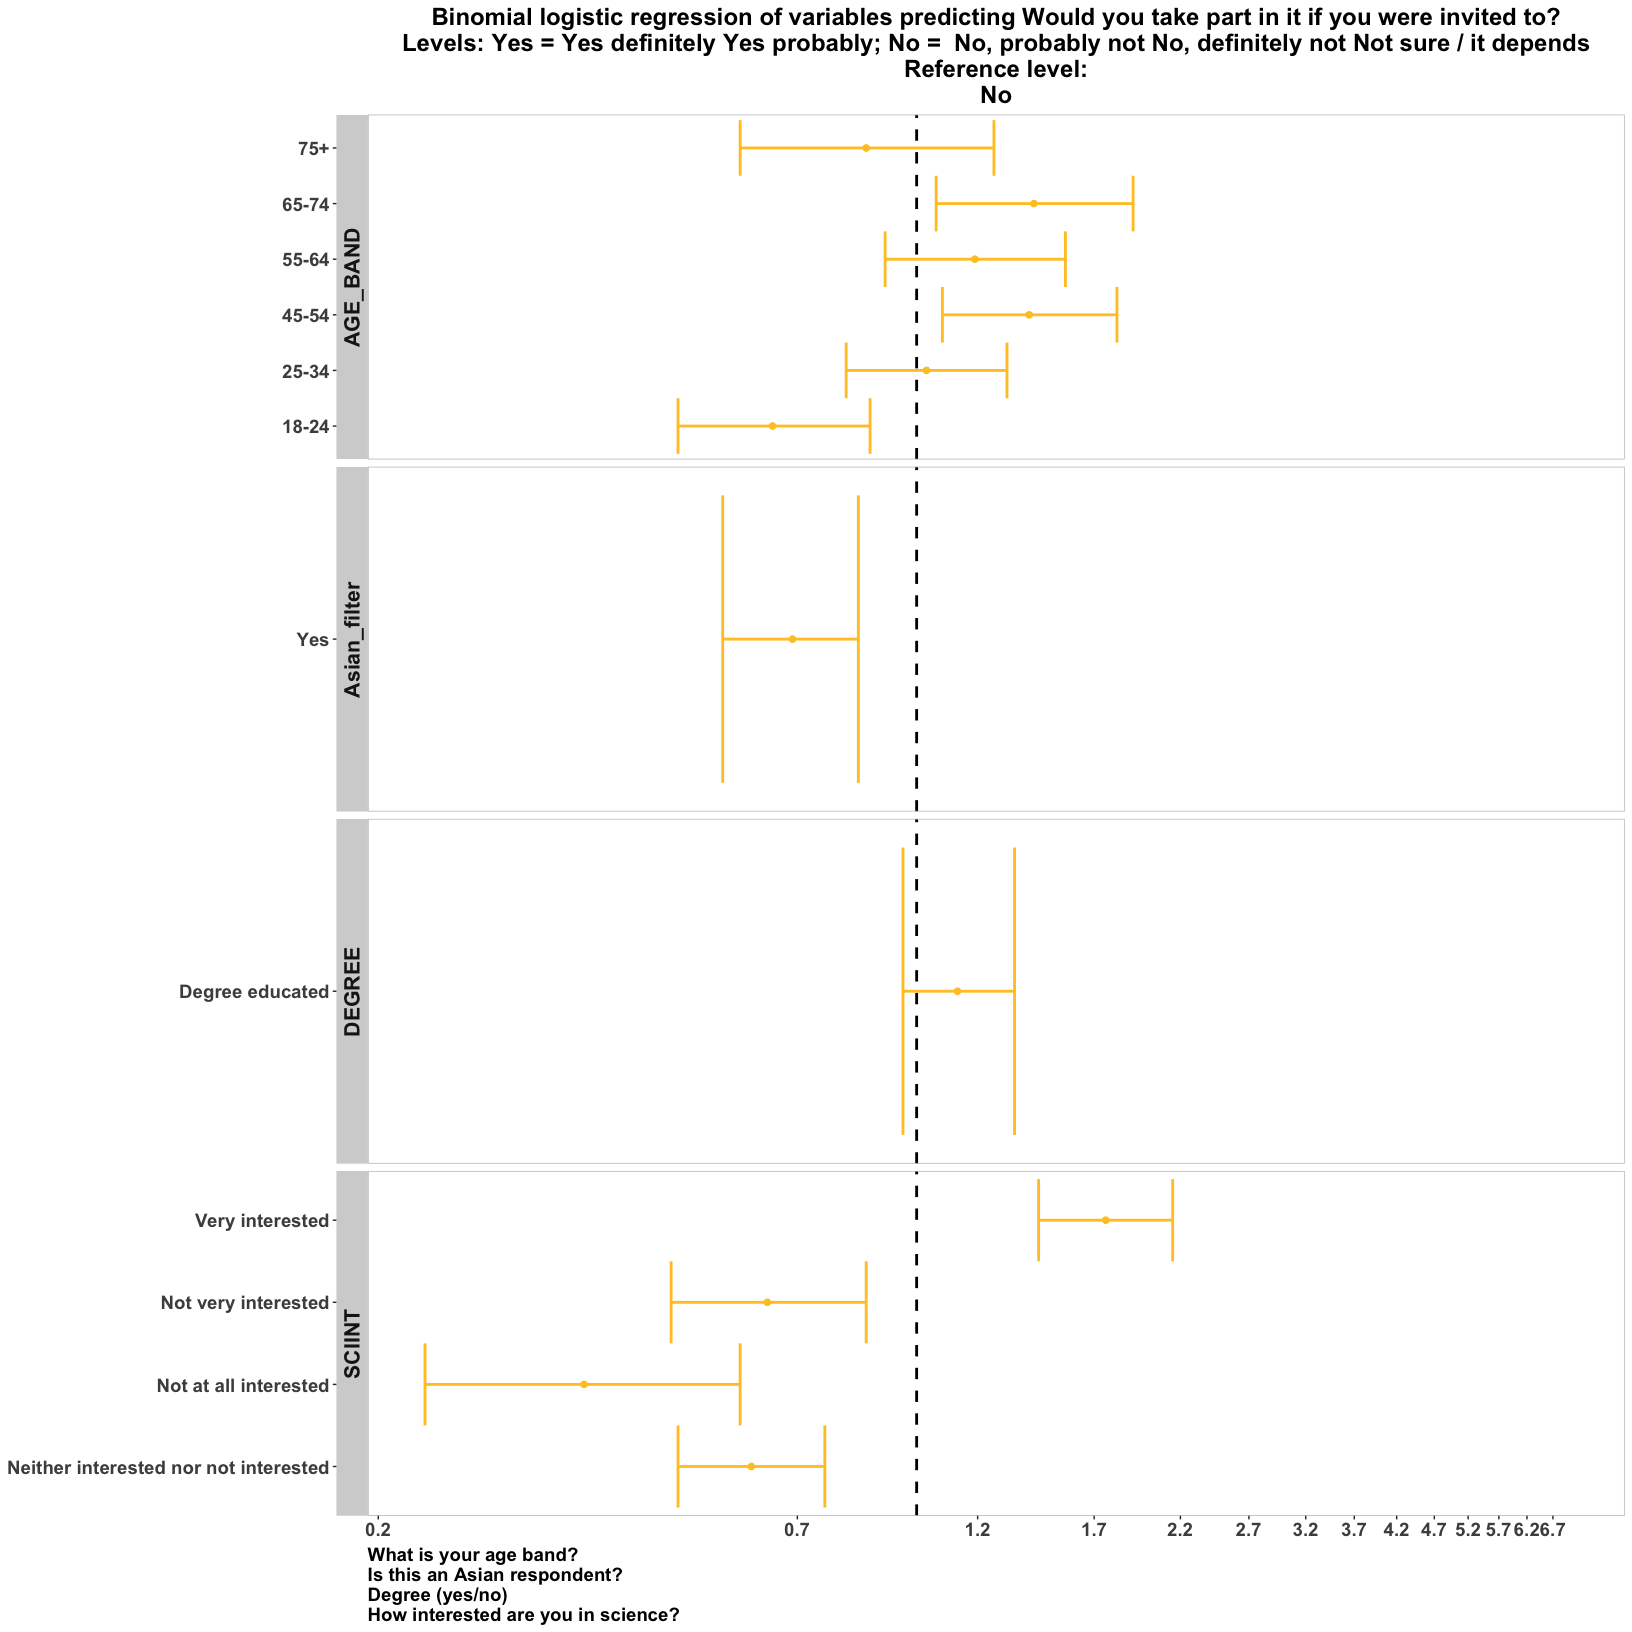 Binomial logistic regression of variables predicting Would you take part in it if you were invited to?
Levels: Yes = Yes definitely Yes probably; No =  No, probably not No, definitely not Not sure / it depends
Reference level:
No
AGE_BAND
75+
65-74
55-64
45-54
25-34
18-24
Asian_filter
Yes
DEGREE
Degree educated
SCIINT
Very interested
Not very interested
Not at all interested
Neither interested nor not interested
0.2 0.7 1.2 1.7 2.2 2.7 3.2 3.7 4.2 4.7 5.2 5.7 6.2 6.7
What is your age band?
Is this an Asian respondent?
Degree (yes/no)
How interested are you in science?